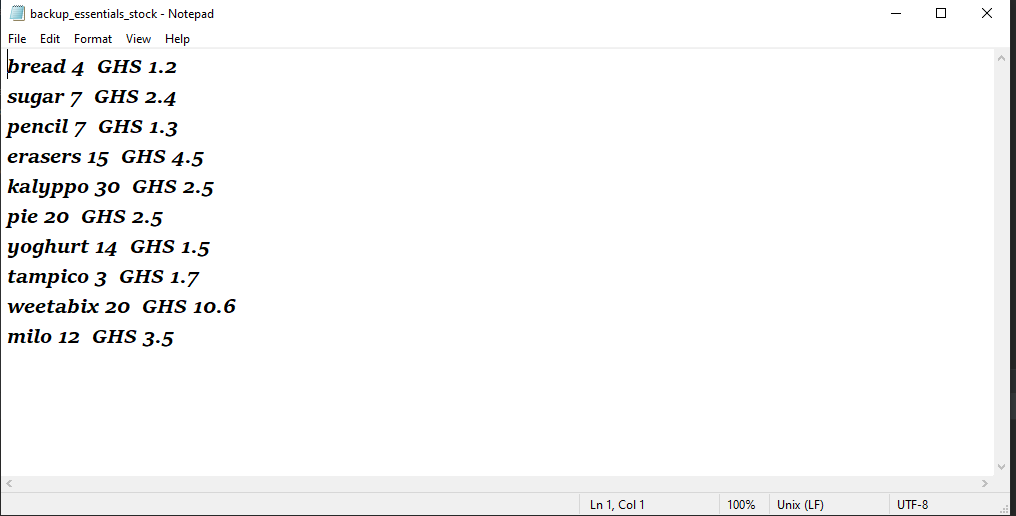 backup_essentials_stock - Notepad
File Edit Format View Help
bread 4  GHS 1.2
sugar 7  GHS 2.4
pencil 7  GHS 1.3
erasers 15  GHS 4.5
kalyppo 30  GHS 2.5
pie 20  GHS 2.5
yoghurt 14  GHS 1.5
tampico 3  GHS 1.7
weetabix 20  GHS 10.6
milo 12  GHS 3.5
Ln 1, Col 1 100% Unix (LF) UTF-8